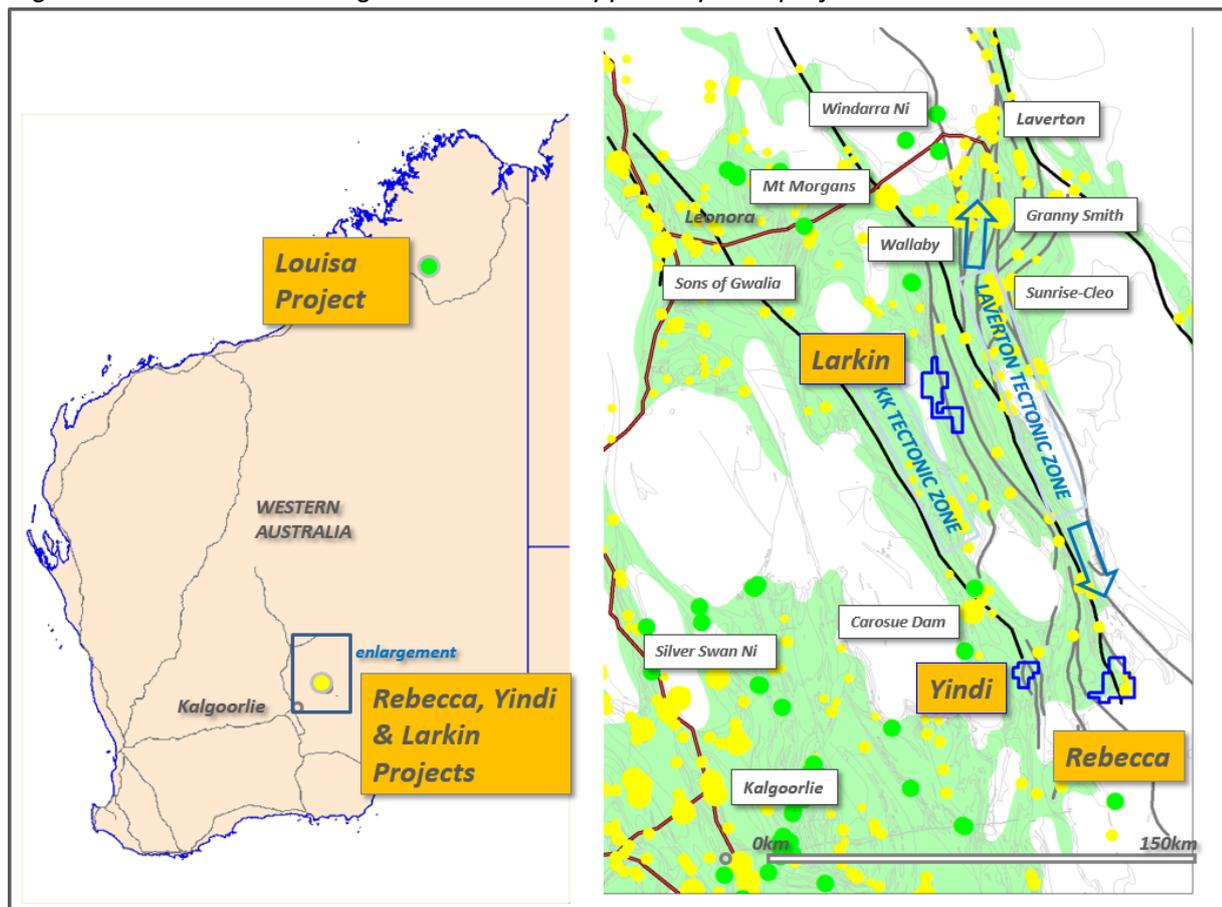 Louisa
Project
WESTERN
AUSTRALIA
enlargement
Kalgoorlie
Rebecca, Yindi
& Larkin
Projects
Windarra Ni
Laverton
Mt Morgans
Leonora
Granny Smith
Wallaby
Sons of Gwalia
Sunrise-Cleo
LAVERTON TECTONIC ZONE
Larkin
KK TECTONIC ZONE
Carosue Dam
Silver Swan Ni
Yindi
Rebecca
Kalgoorlie
0km
150km